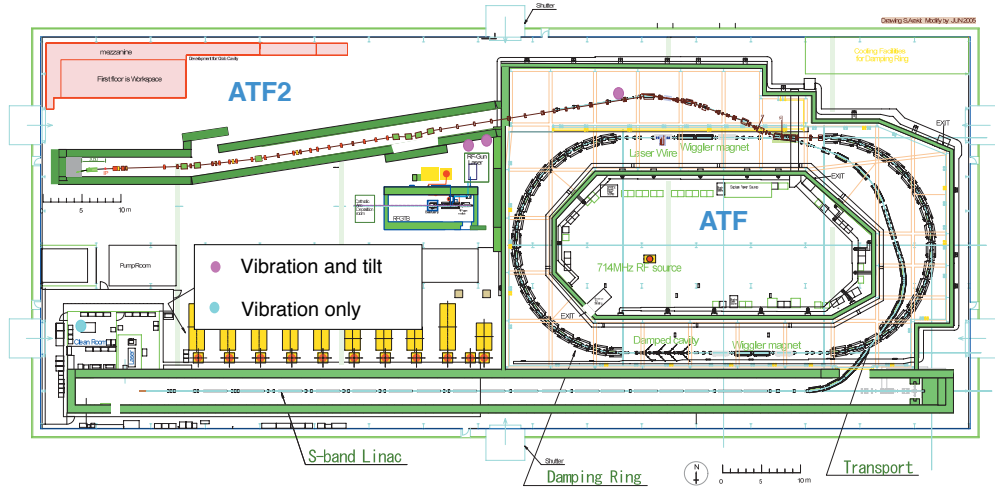 Shutter
Drawing S.Araki Modify by JUN.2005
mezzanine
First floor is Workspace
Development for Crab Cavity
Cooling Facilities
for Damping Ring
ATF2
EXIT
Laser Wire
Wiggler magnet
RF-Gun
Laser
EXIT
ATF
RFGTB
0
5
10 m
714MHz RF source
Pump Room
Vibration and tilt
Vibration only
EXIT
Clean Room
Damped cavity
Wiggler magnet
S-band Linac
Shutter
Damping Ring
N
0
5
10 m
Transport